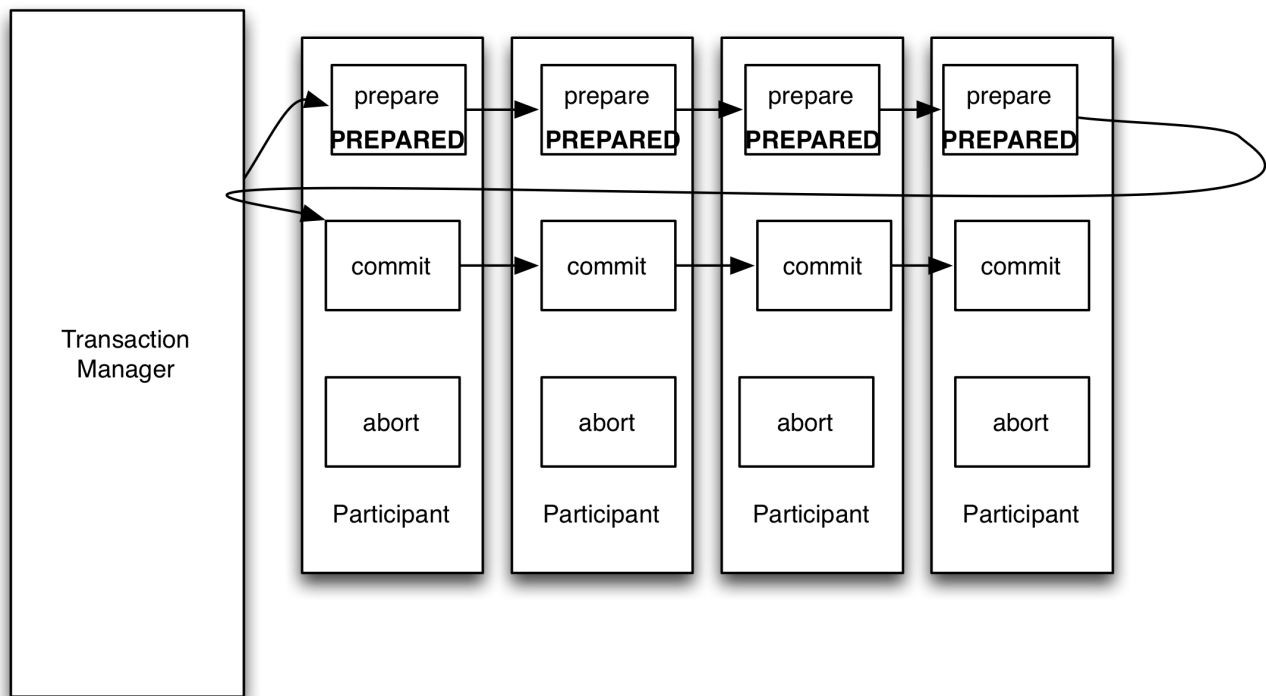 prepare
PREPARED
prepare
PREPARED
prepare
PREPARED
prepare
PREPARED
commit
commit
commit
commit
Transaction
Manager
abort
abort
abort
abort
Participant
Participant
Participant
Participant